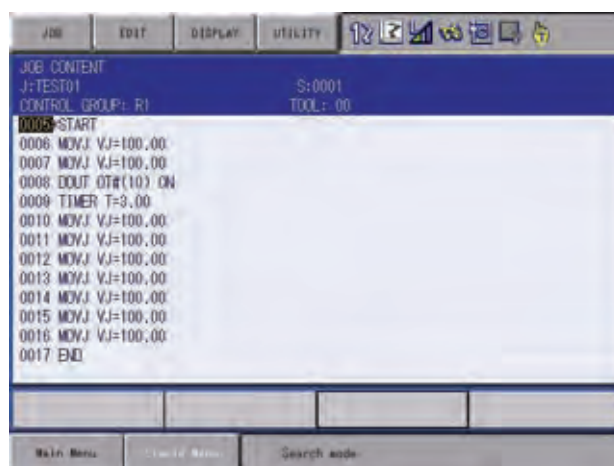 JOB EDIT DISPLAY UTILITY
JOB CONTENT
J:TEST01 S:0001
CONTROL GROUP: R1 TOOL: 00
0005 *START
0006 MOVJ VJ=100.00
0007 MOVJ VJ=100.00
0008 DOUT OT#(10) ON
0009 TIMER T=3.00
0010 MOVJ VJ=100.00
0011 MOVJ VJ=100.00
0012 MOVJ VJ=100.00
0013 MOVJ VJ=100.00
0014 MOVJ VJ=100.00
0015 MOVJ VJ=100.00
0016 MOVJ VJ=100.00
0017 END
Main Menu Simple Menu Search mode